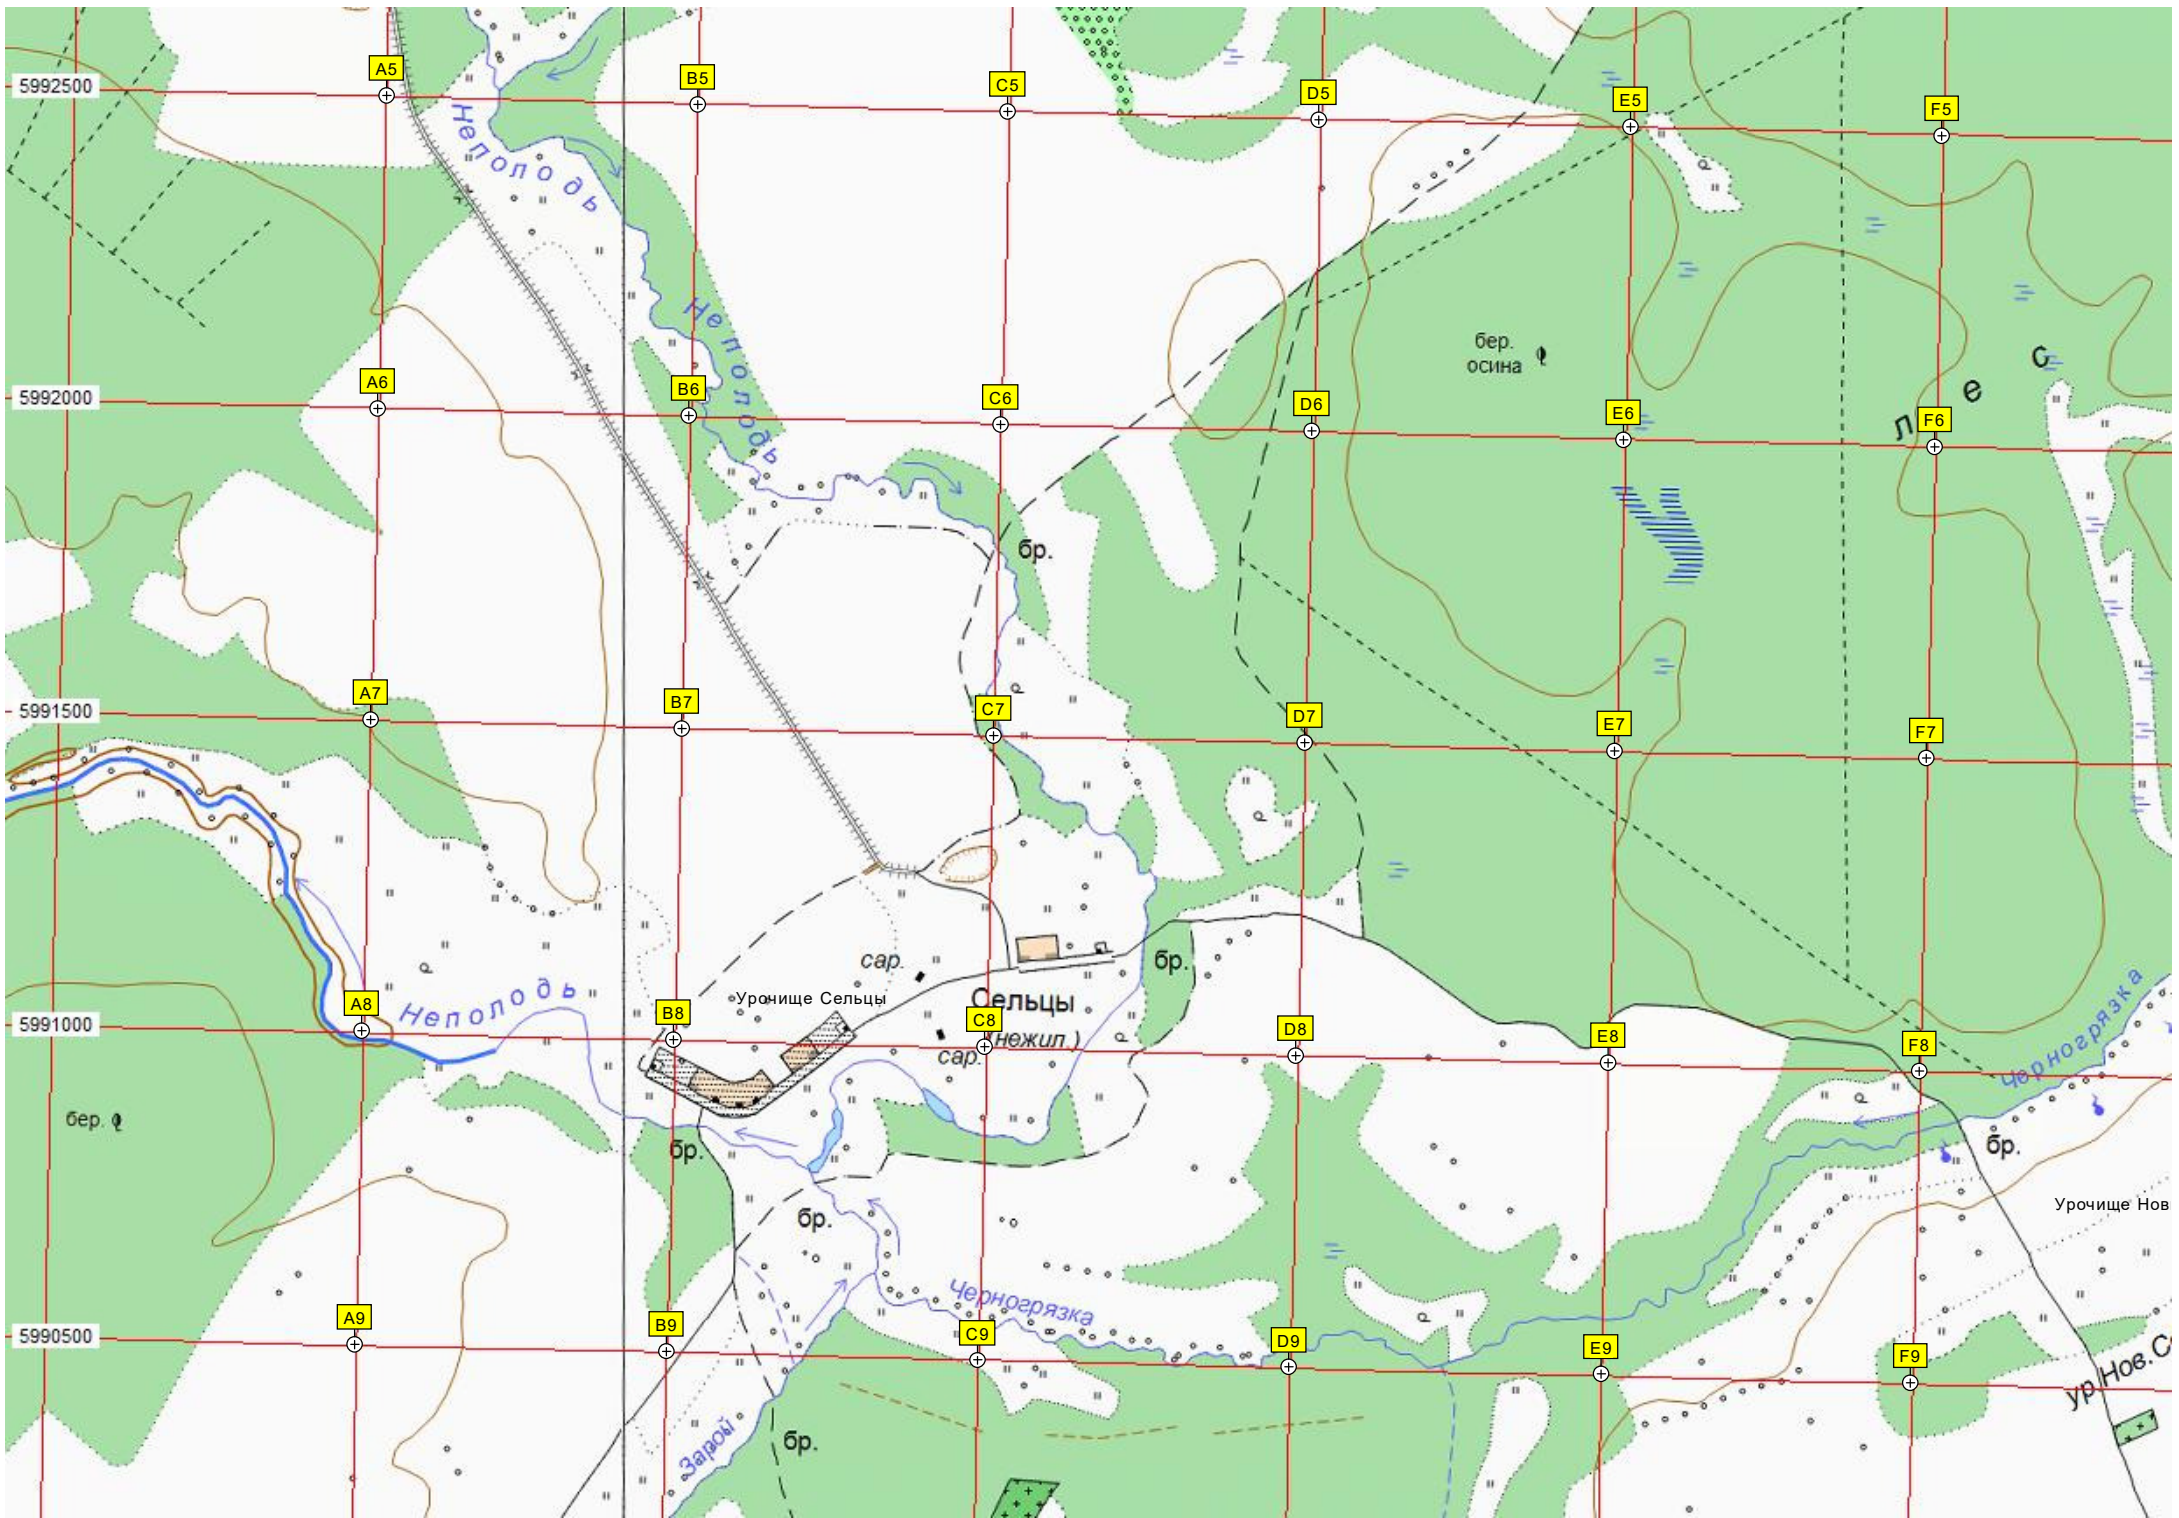 5992500
A5
B5
C5
D5
E5
F5
Неполодь
Неполодь
бер.
осина
лес
5992000
A6
B6
C6
D6
E6
F6
бр.
5991500
A7
B7
C7
D7
E7
F7
сар.
бр.
Урочище Сельцы
Сельцы
(нежил.)
сар.
Неполодь
5991000
A8
B8
C8
D8
E8
F8
Черногрязка
бер.
бр.
бр.
бр.
Урочище Нов
Черногрязка
5990500
A9
B9
C9
D9
E9
F9
ур.Нов.С
Зарой
бр.